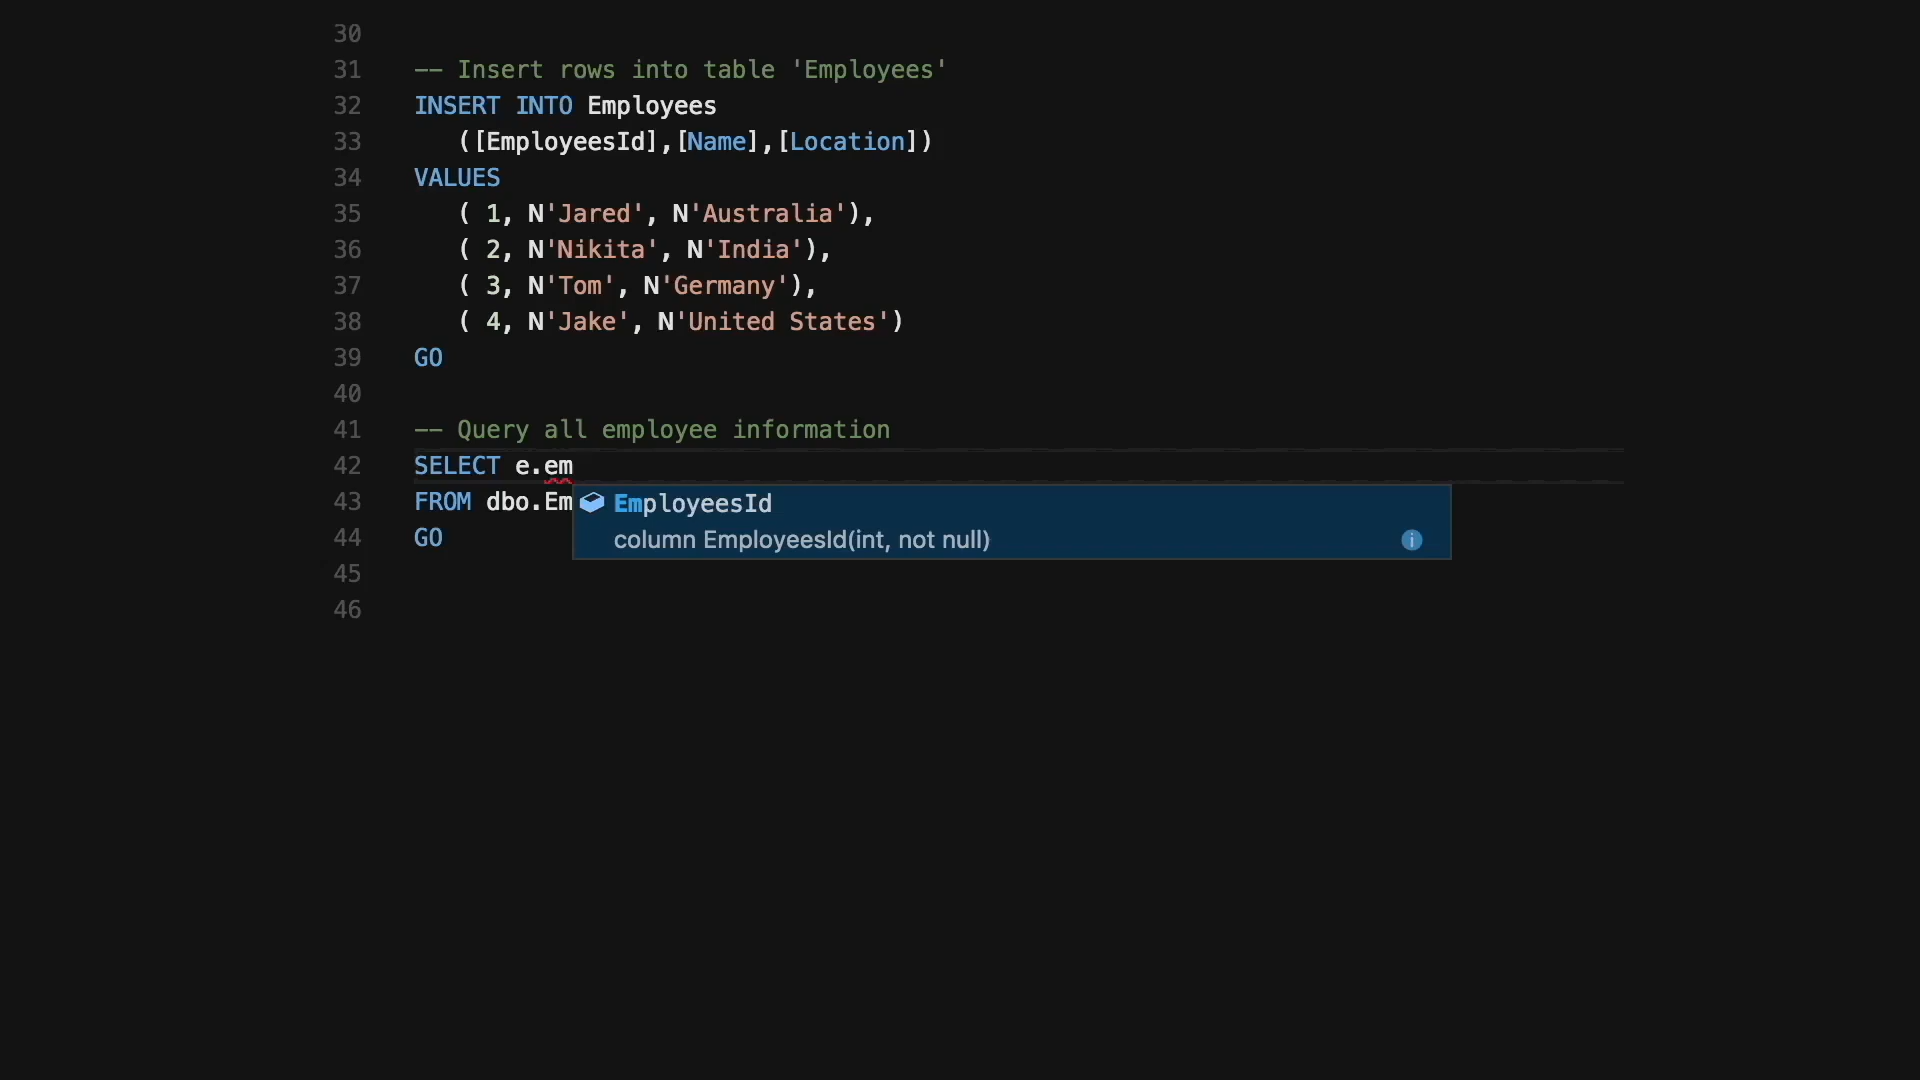 30
31 -- Insert rows into table 'Employees'
32 INSERT INTO Employees
33 ([EmployeesId],[Name],[Location])
34 VALUES
35 ( 1, N'Jared', N'Australia'),
36 ( 2, N'Nikita', N'India'),
37 ( 3, N'Tom', N'Germany'),
38 ( 4, N'Jake', N'United States')
39 GO
40
41 -- Query all employee information
42 SELECT e.em
43 FROM dbo.Em
EmployeesId
44 GO
column EmployeesId(int, not null)
45
46